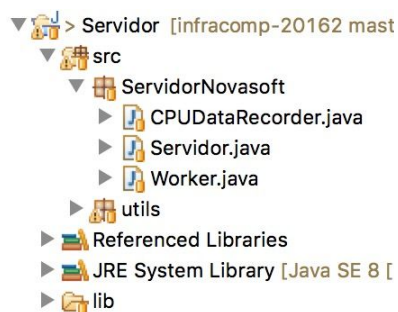 > Servidor [infracomp-20162 mast
src
ServidorNovasoft
CPUDataRecorder.java
Servidor.java
Worker.java
utils
Referenced Libraries
JRE System Library [Java SE 8 [
lib